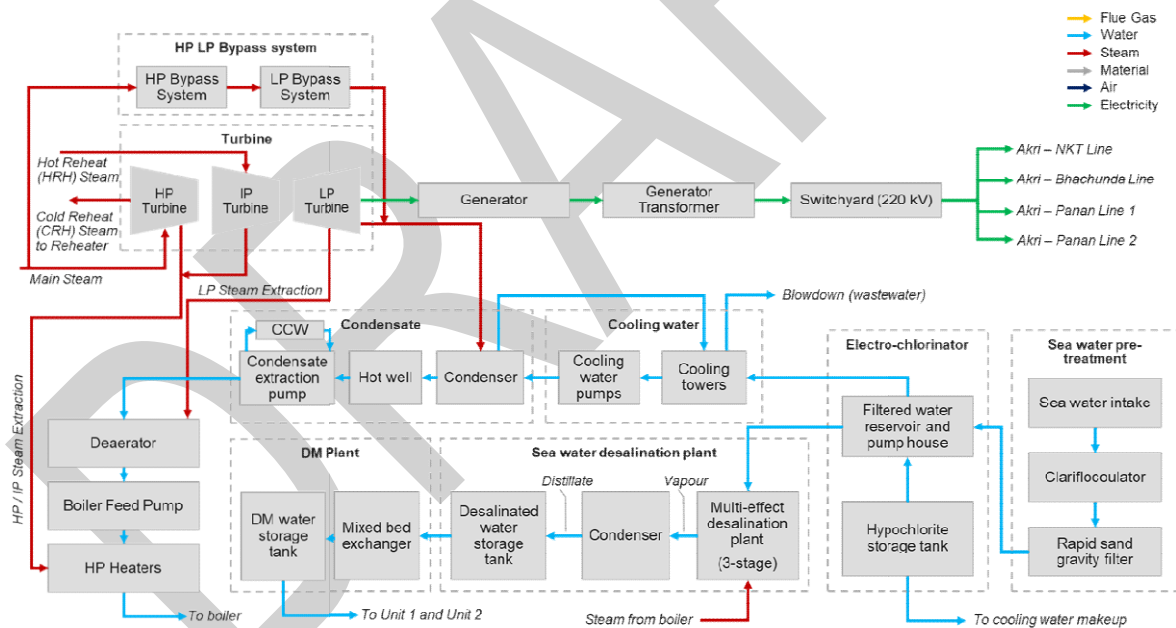 Flue Gas
Water
Steam
Material
Air
Electricity
HP LP Bypass system
HP Bypass
System
LP Bypass
System
Turbine
Hot Reheat
(HRH) Steam
HP
Turbine
IP
Turbine
LP
Turbine
Cold Reheat
(CRH) Steam
to Reheater
Main Steam
Generator
Generator
Transformer
Switchyard (220 kV)
Akri – NKT Line
Akri – Bhachunda Line
Akri – Panan Line 1
Akri – Panan Line 2
LP Steam Extraction
HP / IP Steam Extraction
Blowdown (wastewater)
CCW
Condensate
Condensate
extraction
pump
Hot well
Condenser
Cooling water
Cooling
water
pumps
Cooling
towers
Electro-chlorinator
Filtered water
reservoir and
pump house
Hypochlorite
storage tank
Sea water pre-
treatment
Sea water intake
Clariflocculator
Rapid sand
gravity filter
Deaerator
Boiler Feed Pump
HP Heaters
DM Plant
DM water
storage
tank
Mixed bed
exchanger
Sea water desalination plant
Distillate
Vapour
Desalinated
water
storage
tank
Condenser
Multi-effect
desalination
plant
(3-stage)
To boiler
To Unit 1 and Unit 2
Steam from boiler
To cooling water makeup
DRAF